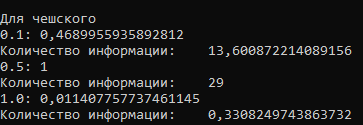 Для чешского
0.1: 0,4689955935892812
Количество информации:    13,600872214089156
0.5: 1
Количество информации:    29
1.0: 0,011407757737461145
Количество информации:    0,3308249743863732